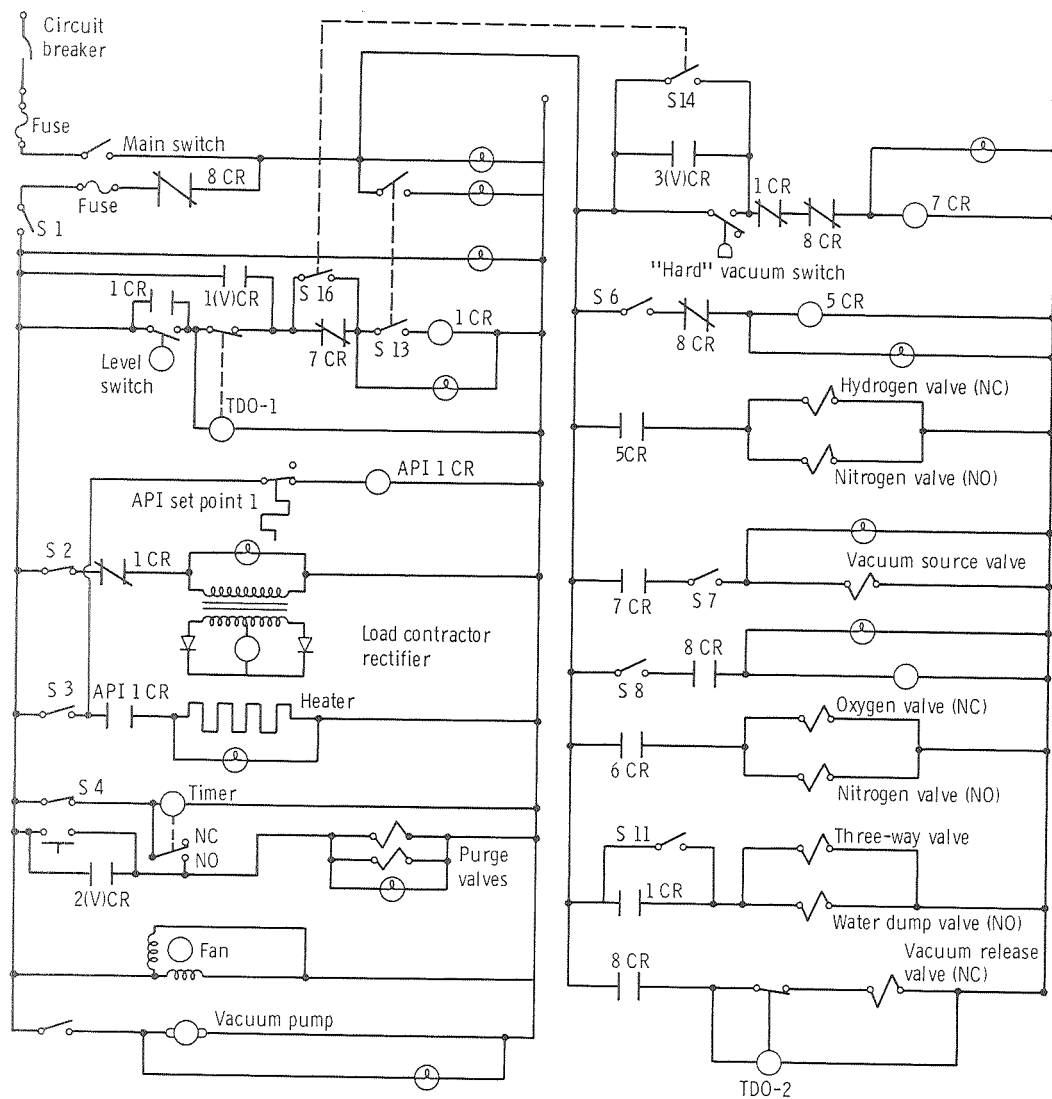 Circuit
breaker
Fuse
Main switch
8 CR
Fuse
S 1
1 CR
1(V)CR
S 16
7 CR
S 13
1 CR
Level
switch
TDO-1
API 1 CR
API set point 1
S 2
1 CR
Load contractor
rectifier
S 3
API 1 CR
Heater
S 4
Timer
NC
NO
2(V)CR
Purge
valves
Fan
Vacuum pump
S14
3(V)CR
1 CR
8 CR
7 CR
"Hard" vacuum switch
S 6
8 CR
5 CR
Hydrogen valve (NC)
5CR
Nitrogen valve (NO)
Vacuum source valve
7 CR
S 7
8 CR
S 8
Oxygen valve (NC)
6 CR
Nitrogen valve (NO)
S 11
Three-way valve
1 CR
Water dump valve (NO)
Vacuum release
valve (NC)
8 CR
TDO-2